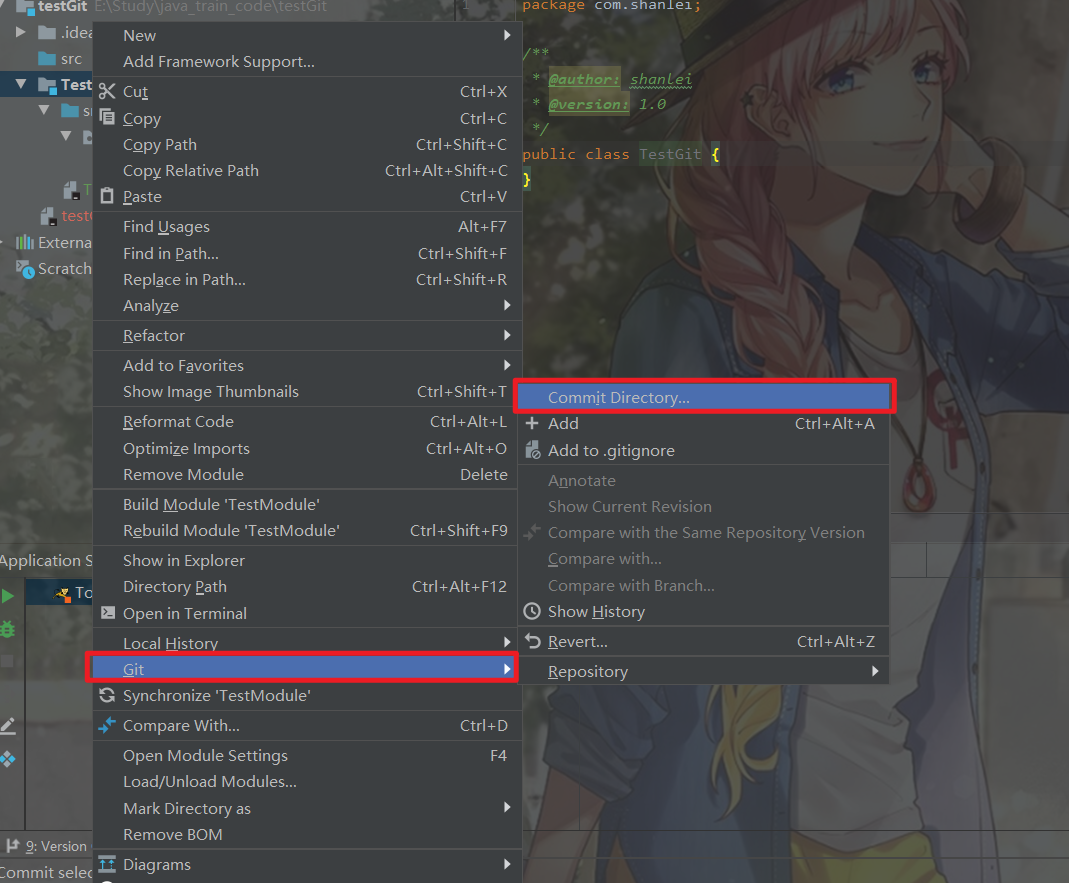 testGit E:\Study\java_train_code\testGit
1
package com.shanlei;
.idea
src
/**
* @author: shanlei
* @version: 1.0
*/
public class TestGit {
}
Test
New
Add Framework Support...
Cut Ctrl+X
Copy Ctrl+C
Copy Path Ctrl+Shift+C
Copy Relative Path Ctrl+Alt+Shift+C
Paste Ctrl+V
Find Usages Alt+F7
Find in Path... Ctrl+Shift+F
Replace in Path... Ctrl+Shift+R
Analyze
Refactor
Add to Favorites
Show Image Thumbnails Ctrl+Shift+T
Reformat Code Ctrl+Alt+L
Optimize Imports Ctrl+Alt+O
Remove Module Delete
Build Module 'TestModule'
Rebuild Module 'TestModule' Ctrl+Shift+F9
Show in Explorer
Directory Path Ctrl+Alt+F12
Open in Terminal
Local History
Git
Synchronize 'TestModule'
Compare With... Ctrl+D
Open Module Settings F4
Load/Unload Modules...
Mark Directory as
Remove BOM
Diagrams
Commit Directory...
Add Ctrl+Alt+A
Add to .gitignore
Annotate
Show Current Revision
Compare with the Same Repository Version
Compare with...
Compare with Branch...
Show History
Revert... Ctrl+Alt+Z
Repository
Externa
Scratch
Application S
To
9: Version
Commit selec